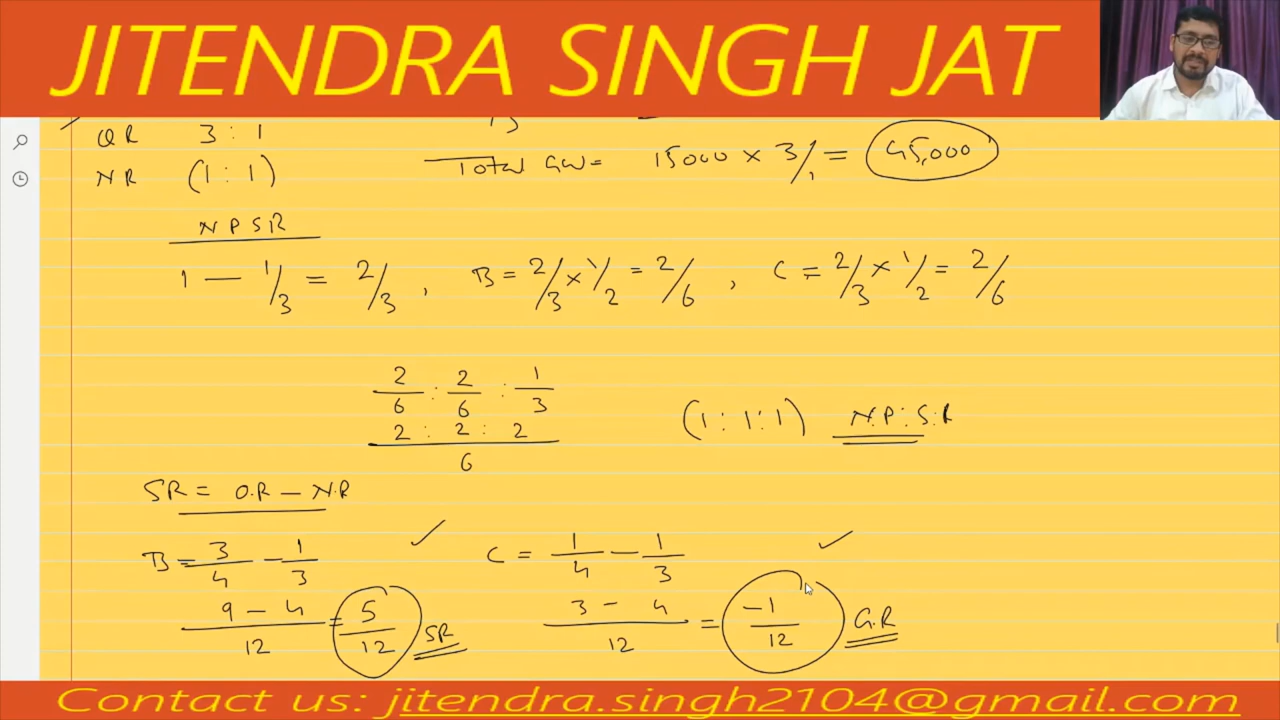 JITENDRA SINGH JAT
OR 3 : 1
NR (1 : 1)
Total GW = 15000 × 3/1 = 45,000
NPSR
1 — 1/3 = 2/3 , B = 2/3 × 1/2 = 2/6 , C = 2/3 × 1/2 = 2/6
2/6 : 2/6 : 1/3
2 : 2 : 2
6
(1 : 1 : 1) N.P.S.R
SR = O.R — N.R
B = 3/4 - 1/3 C = 1/4 - 1/3
9 - 4 / 12 = 5/12 SR 3 - 4 / 12 = -1/12 G.R
Contact us: jitendra.singh2104@gmail.com